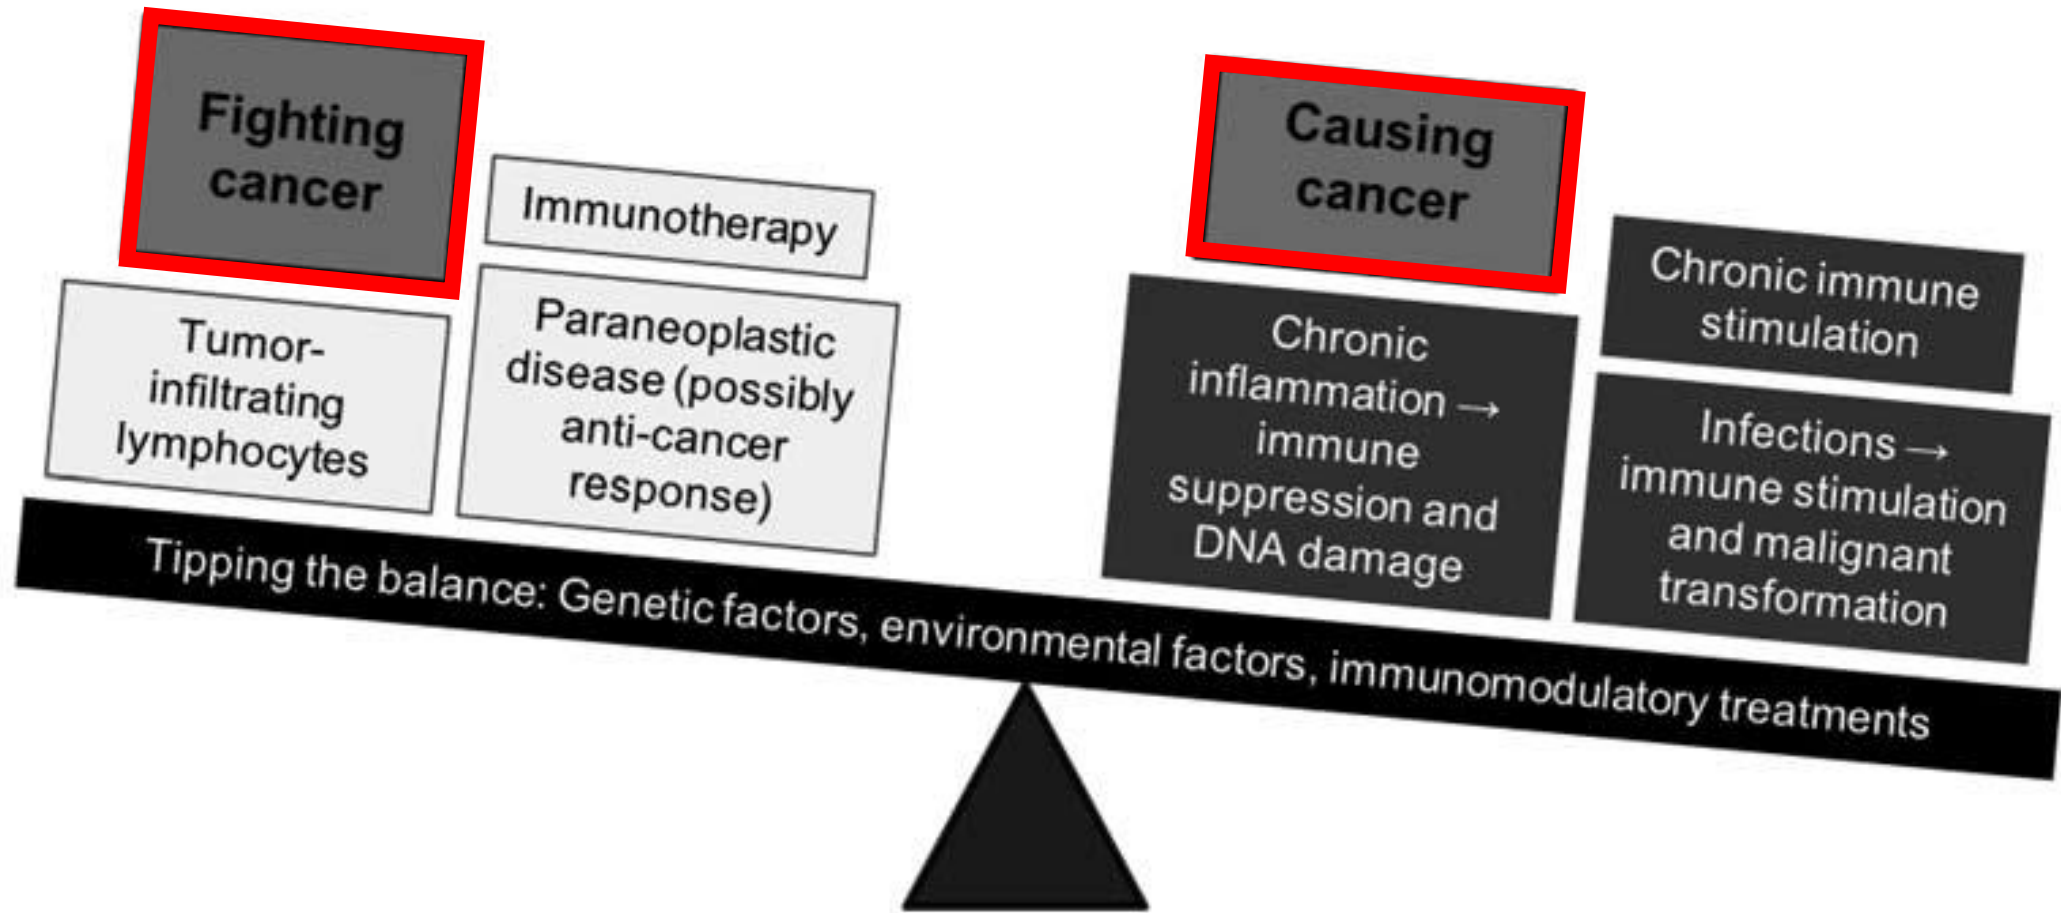 Fighting
cancer
Immunotherapy
Tumor-
infiltrating
lymphocytes
Paraneoplastic
disease (possibly
anti-cancer
response)
Causing
cancer
Chronic immune
stimulation
Chronic
inflammation →
immune
suppression and
DNA damage
Infections →
immune stimulation
and malignant
transformation
Tipping the balance: Genetic factors, environmental factors, immunomodulatory treatments